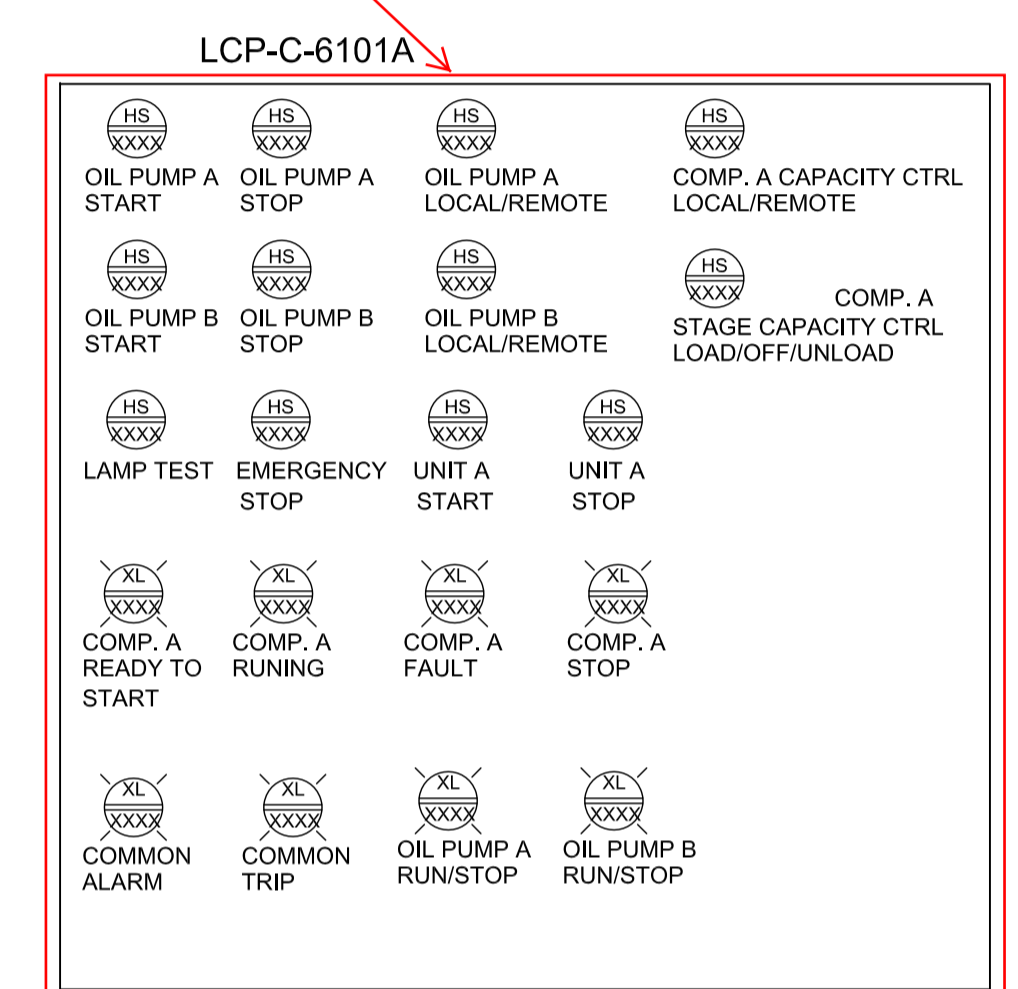 LCP-C-6101A
HS HS HS HS
XXXX XXXX XXXX XXXX
OIL PUMP A OIL PUMP A OIL PUMP A COMP. A CAPACITY CTRL
START STOP LOCAL/REMOTE LOCAL/REMOTE
HS HS HS HS
XXXX XXXX XXXX XXXX
COMP. A
OIL PUMP B OIL PUMP B OIL PUMP B STAGE CAPACITY CTRL
START STOP LOCAL/REMOTE LOAD/OFF/UNLOAD
HS HS HS HS
XXXX XXXX XXXX XXXX
LAMP TEST EMERGENCY UNIT A UNIT A
STOP START STOP
XL XL XL XL
XXXX XXXX XXXX XXXX
COMP. A COMP. A COMP. A COMP. A
READY TO RUNING FAULT STOP
START
XL XL XL XL
XXXX XXXX XXXX XXXX
COMMON COMMON OIL PUMP A OIL PUMP B
ALARM TRIP RUN/STOP RUN/STOP